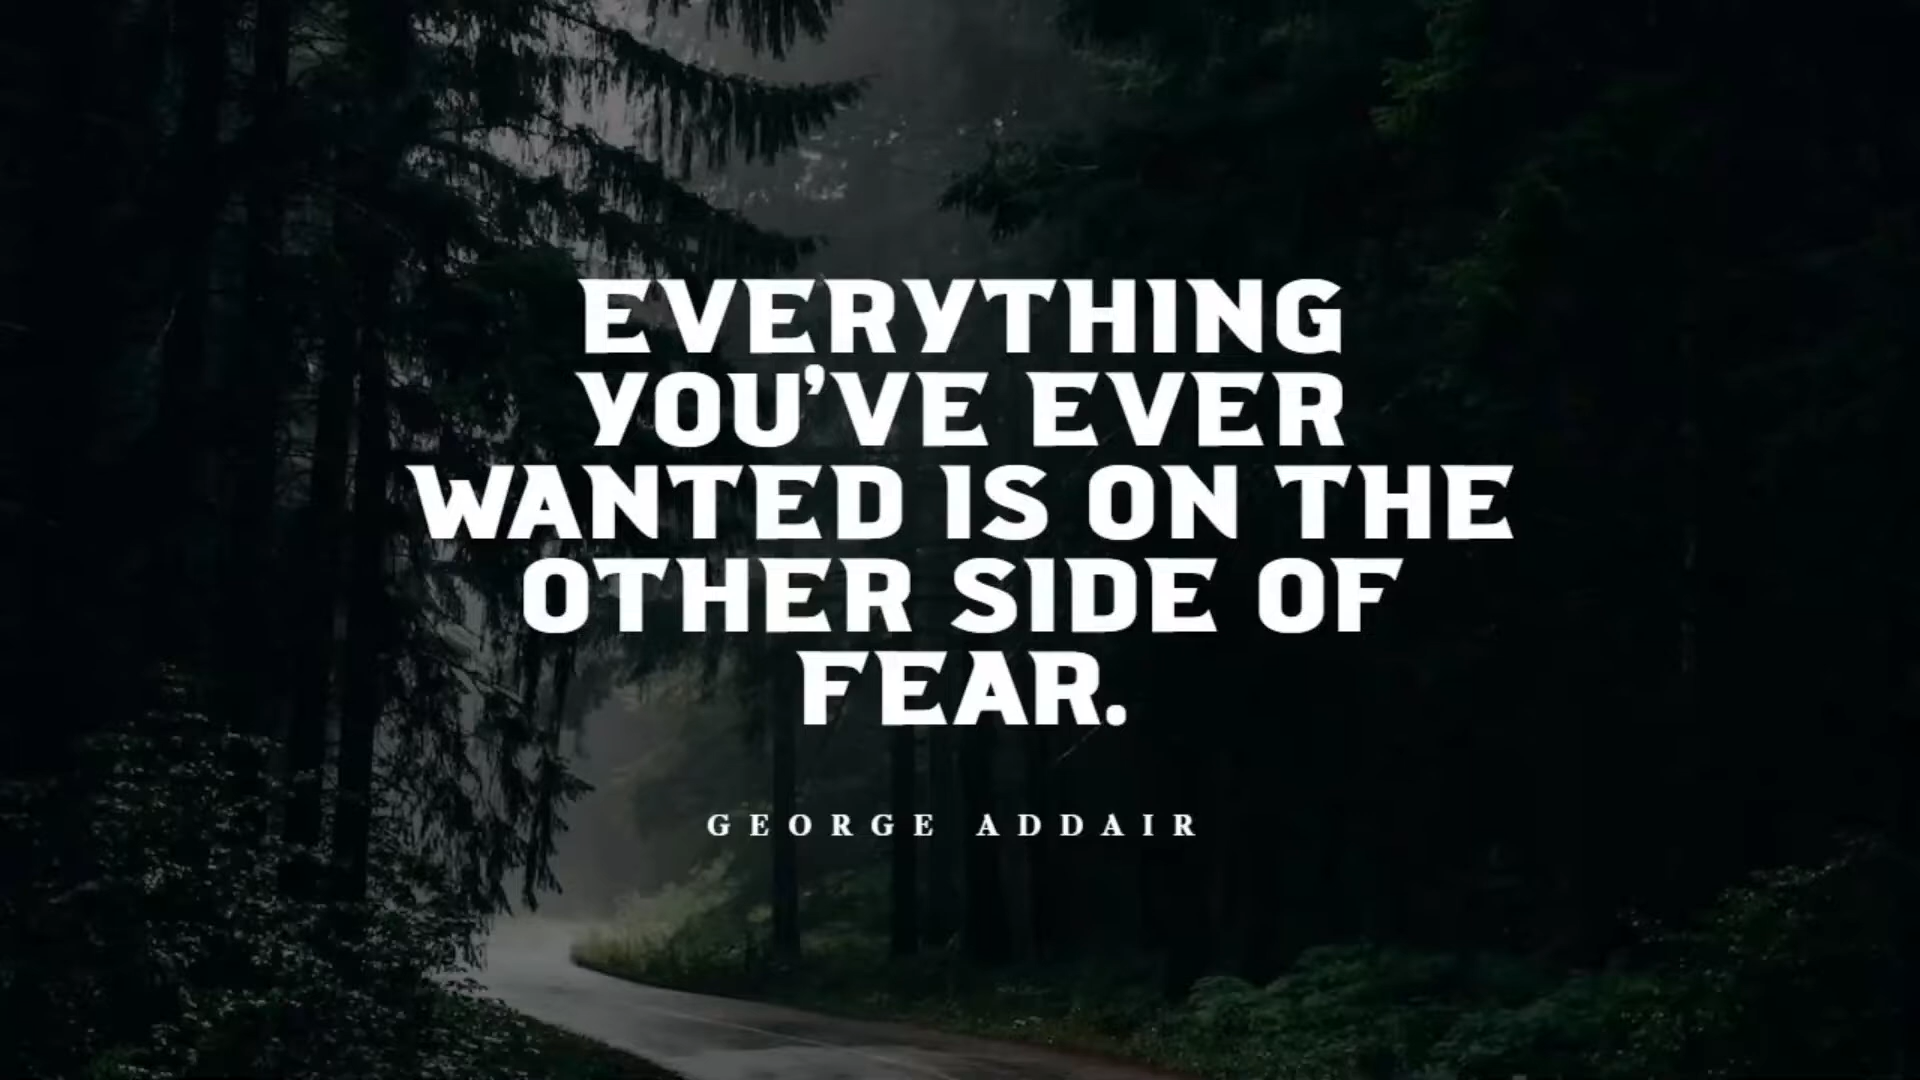 EVERYTHING
YOU’VE EVER
WANTED IS ON THE
OTHER SIDE OF
FEAR.
GEORGE ADDAIR